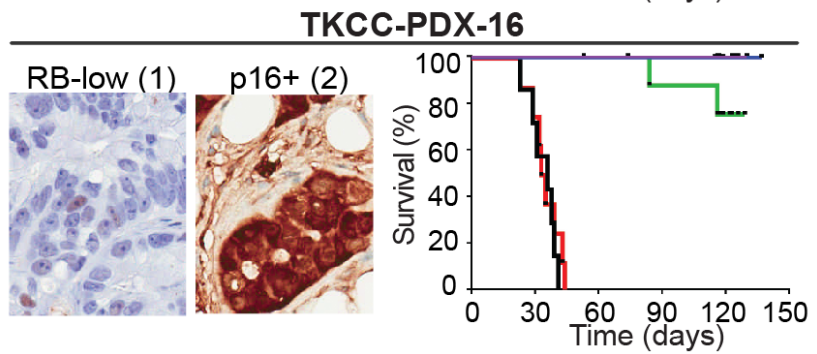 TKCC-PDX-16
RB-low (1)
p16+ (2)
Survival (%)
100
80
60
40
20
0
0 30 60 90 120 150
Time (days)